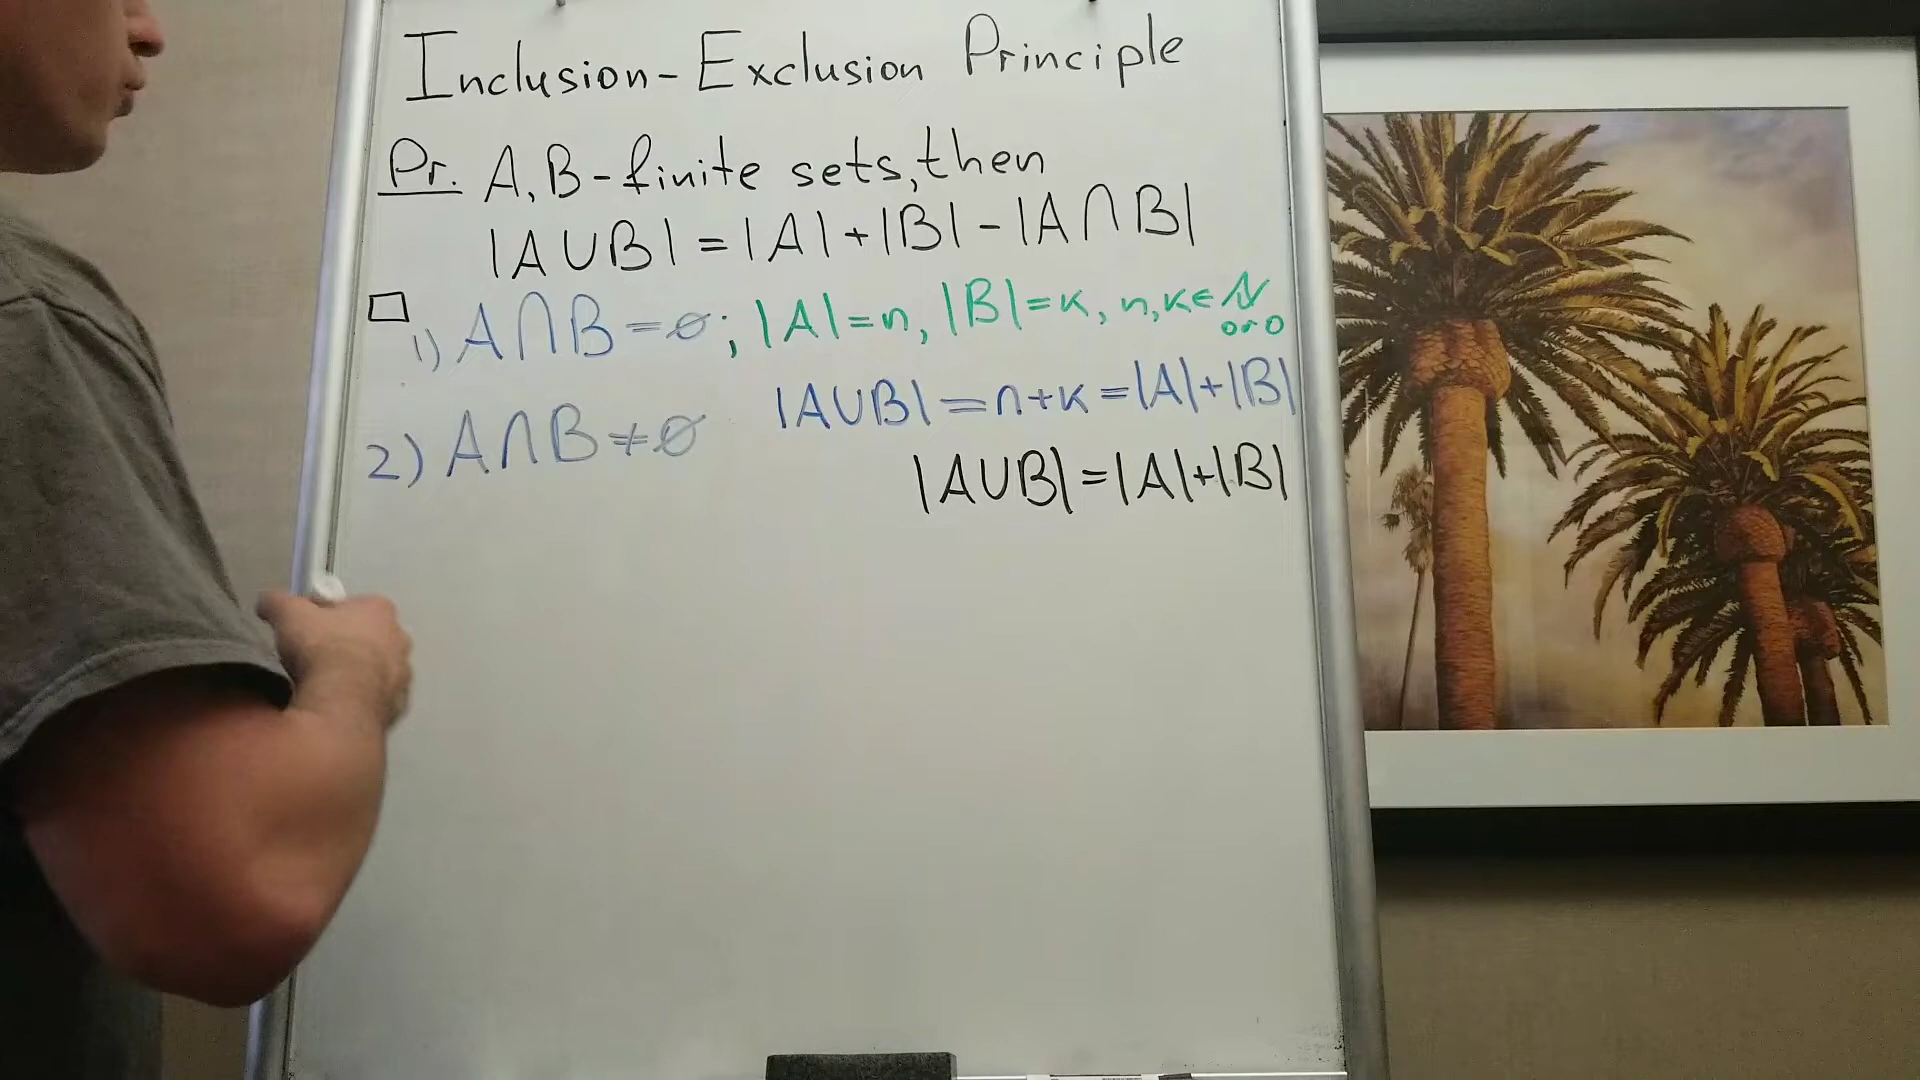 Inclusion-Exclusion Principle
Pr. A,B-finite sets, then
|A∪B|=|A|+|B|-|A∩B|
□ 1) A∩B=∅; |A|=n, |B|=k, n,k∈ℕ
or 0
|A∪B|=n+k=|A|+|B|
2) A∩B≠∅
|A∪B|=|A|+|B|